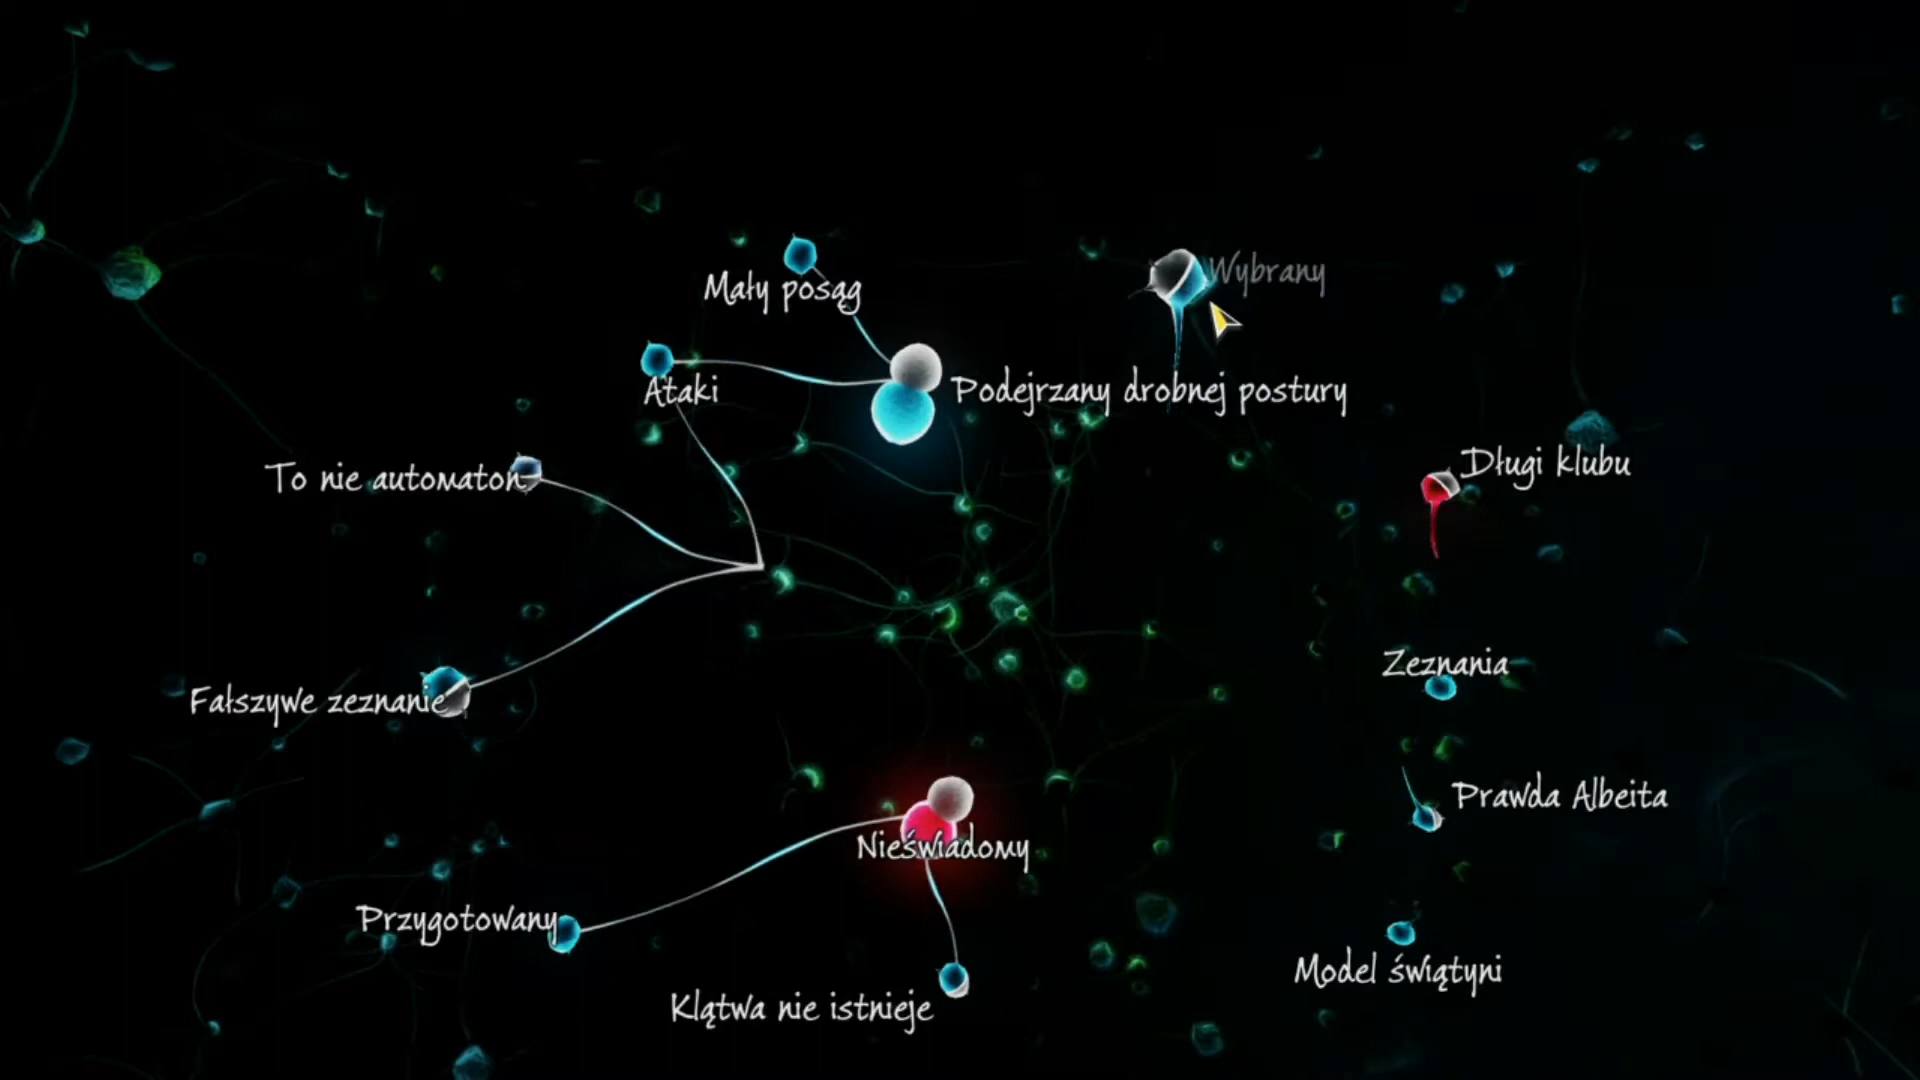 Wybrany
Mały posąg
Ataki
Podejrzany drobnej postury
To nie automaton
Długi klubu
Zeznania
Fałszywe zeznanie
Prawda Albeita
Nieświadomy
Przygotowany
Model świątyni
Klątwa nie istnieje